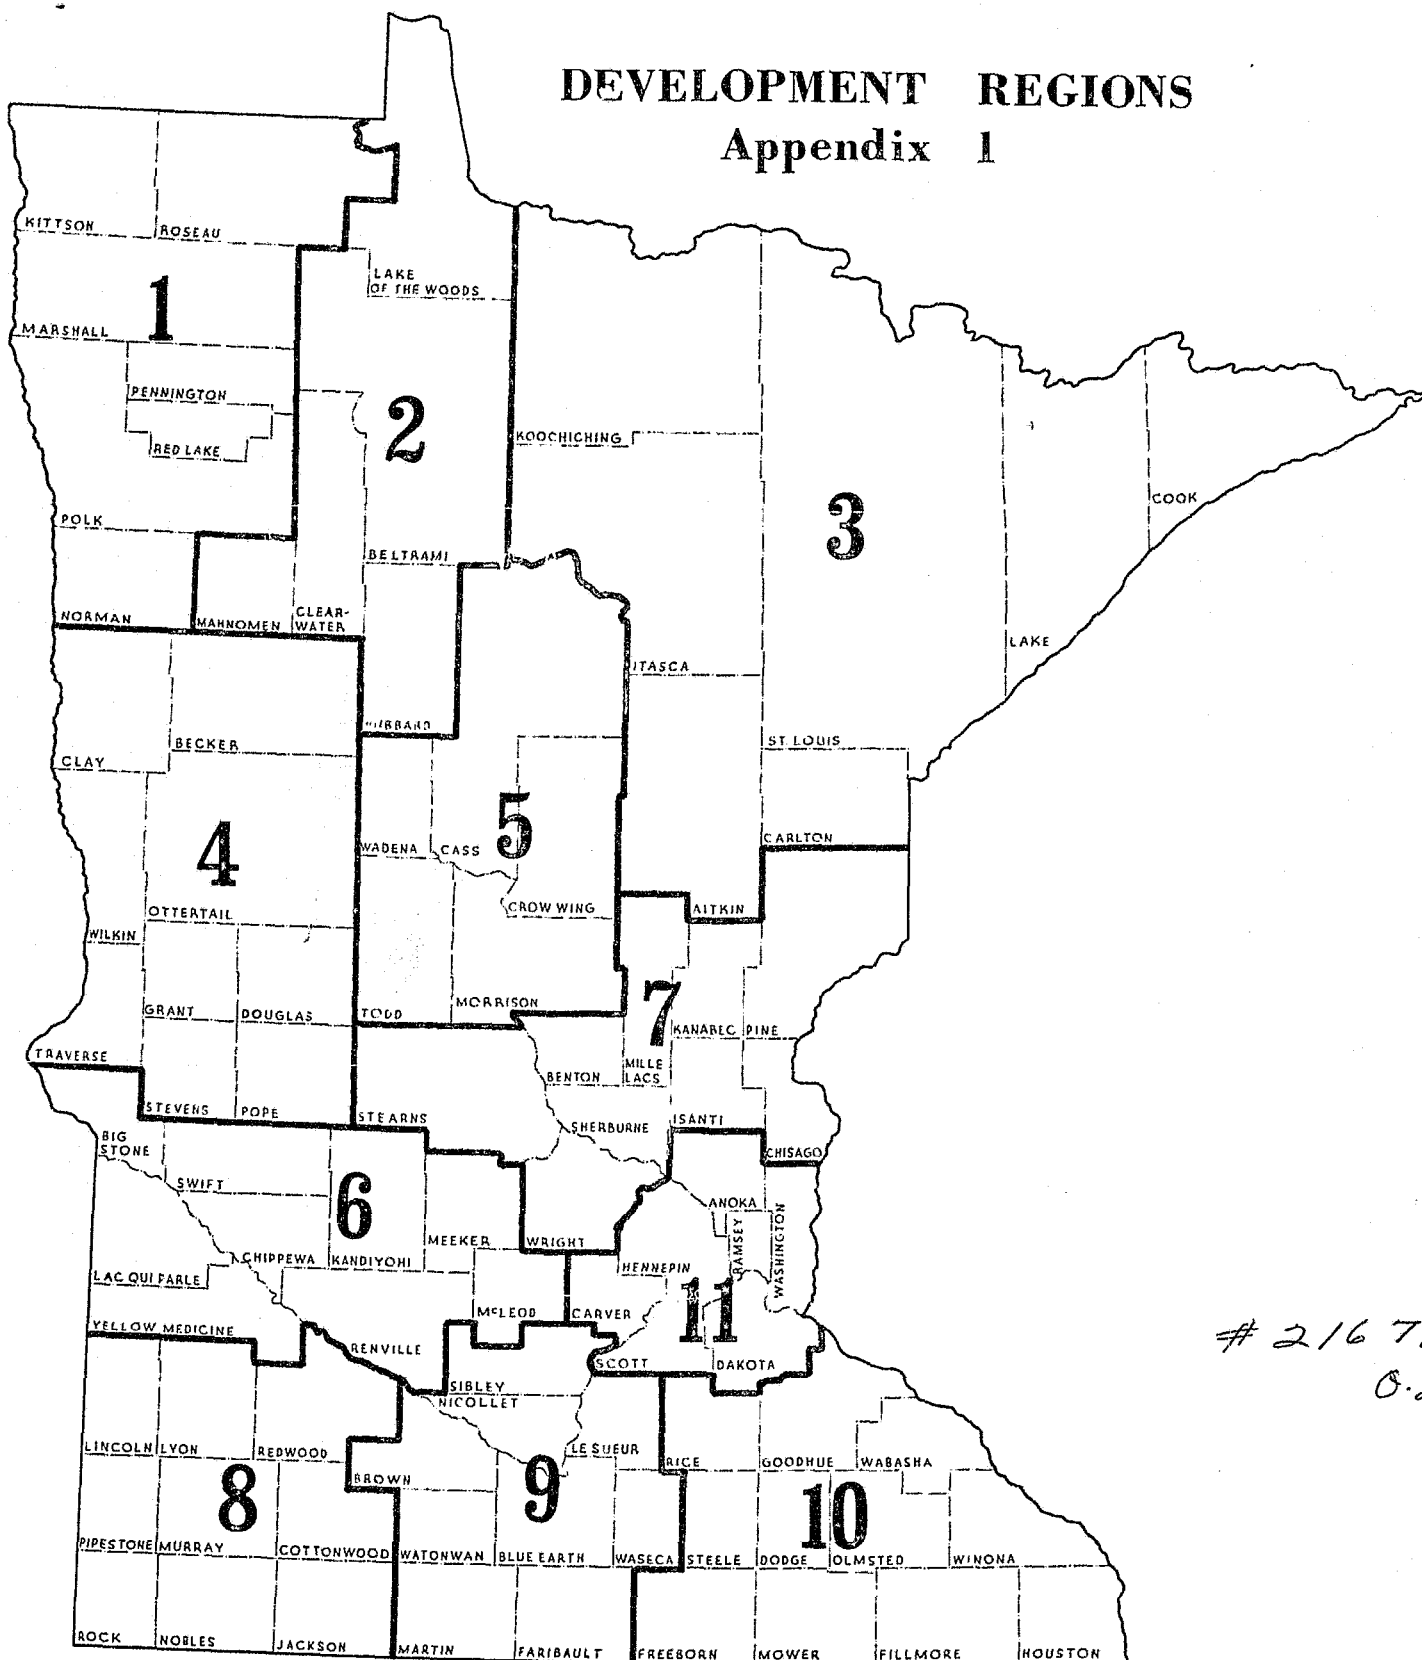 DEVELOPMENT REGIONS
Appendix 1
KITTSON
ROSEAU
LAKE
OF THE WOODS
1
MARSHALL
PENNINGTON
2
KOOCHICHING
RED LAKE
COOK
3
POLK
BELTRAMI
NORMAN
MAHNOMEN
CLEAR-
WATER
LAKE
ITASCA
HUBBARD
BECKER
ST. LOUIS
CLAY
5
CARLTON
4
WADENA
CASS
OTTERTAIL
CROW WING
AITKIN
WILKIN
MORRISON
7
GRANT
DOUGLAS
TODD
KANABEC
PINE
TRAVERSE
MILLE
LACS
BENTON
STEVENS
POPE
STEARNS
ISANTI
SHERBURNE
BIG
STONE
CHISAGO
SWIFT
6
ANOKA
RAMSEY
WASHINGTON
MEEKER
WRIGHT
CHIPPEWA
KANDIYOHI
HENNEPIN
LAC QUI PARLE
McLEOD
CARVER
11
YELLOW MEDICINE
RENVILLE
SCOTT
DAKOTA
# 216
SIBLEY
NICOLLET
LINCOLN
LYON
REDWOOD
LE SUEUR
RICE
GOODHUE
WABASHA
8
BROWN
9
10
PIPESTONE
MURRAY
COTTONWOOD
WATONWAN
BLUE EARTH
WASECA
STEELE
DODGE
OLMSTED
WINONA
ROCK
NOBLES
JACKSON
MARTIN
FARIBAULT
FREEBORN
MOWER
FILLMORE
HOUSTON